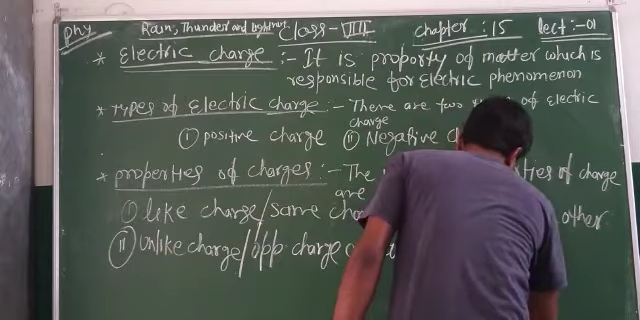 phy Rain, Thunder and lightning Class - VIII chapter : 15 lect :- 01
* Electric charge :- It is property of matter which is
responsible for Electric phenomenon
* Types of Electric charge :- There are two of Electric
charge
(i) positive charge (ii) Negative
* properties of charges :- The of charge
are
(i) like charge/same other
(ii) unlike charge/opp charge